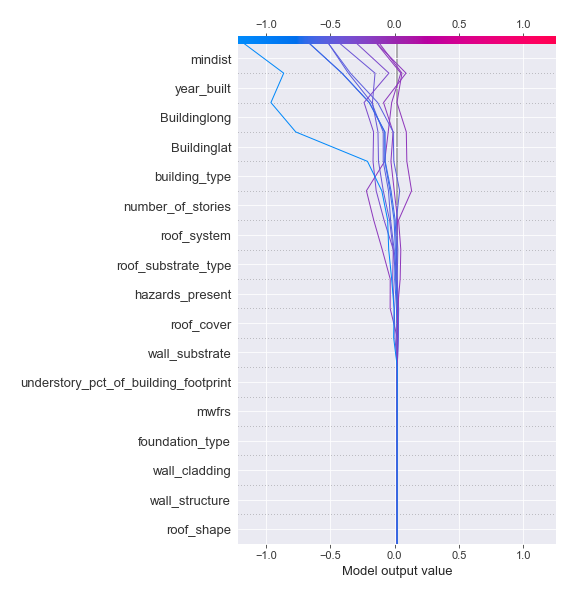 −1.0 −0.5 0.0 0.5 1.0
mindist
year_built
Buildinglong
Buildinglat
building_type
number_of_stories
roof_system
roof_substrate_type
hazards_present
roof_cover
wall_substrate
understory_pct_of_building_footprint
mwfrs
foundation_type
wall_cladding
wall_structure
roof_shape
−1.0 −0.5 0.0 0.5 1.0
Model output value